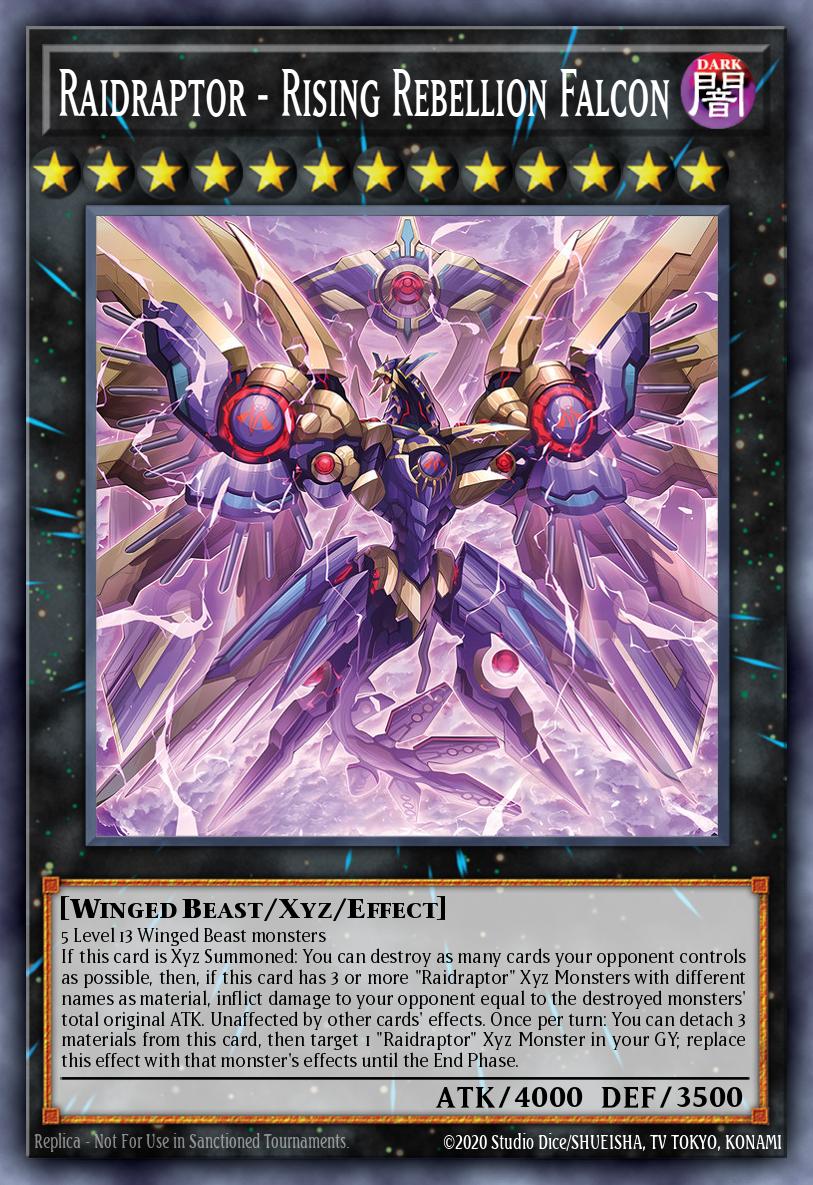 Raidraptor - Rising Rebellion Falcon
DARK
闇
[Winged Beast/Xyz/Effect]
5 Level 13 Winged Beast monsters
If this card is Xyz Summoned: You can destroy as many cards your opponent controls
as possible, then, if this card has 3 or more "Raidraptor" Xyz Monsters with different
names as material, inflict damage to your opponent equal to the destroyed monsters'
total original ATK. Unaffected by other cards' effects. Once per turn: You can detach 3
materials from this card, then target 1 "Raidraptor" Xyz Monster in your GY; replace
this effect with that monster's effects until the End Phase.
ATK/4000 DEF/3500
Replica - Not For Use in Sanctioned Tournaments.
©2020 Studio Dice/SHUEISHA, TV TOKYO, KONAMI